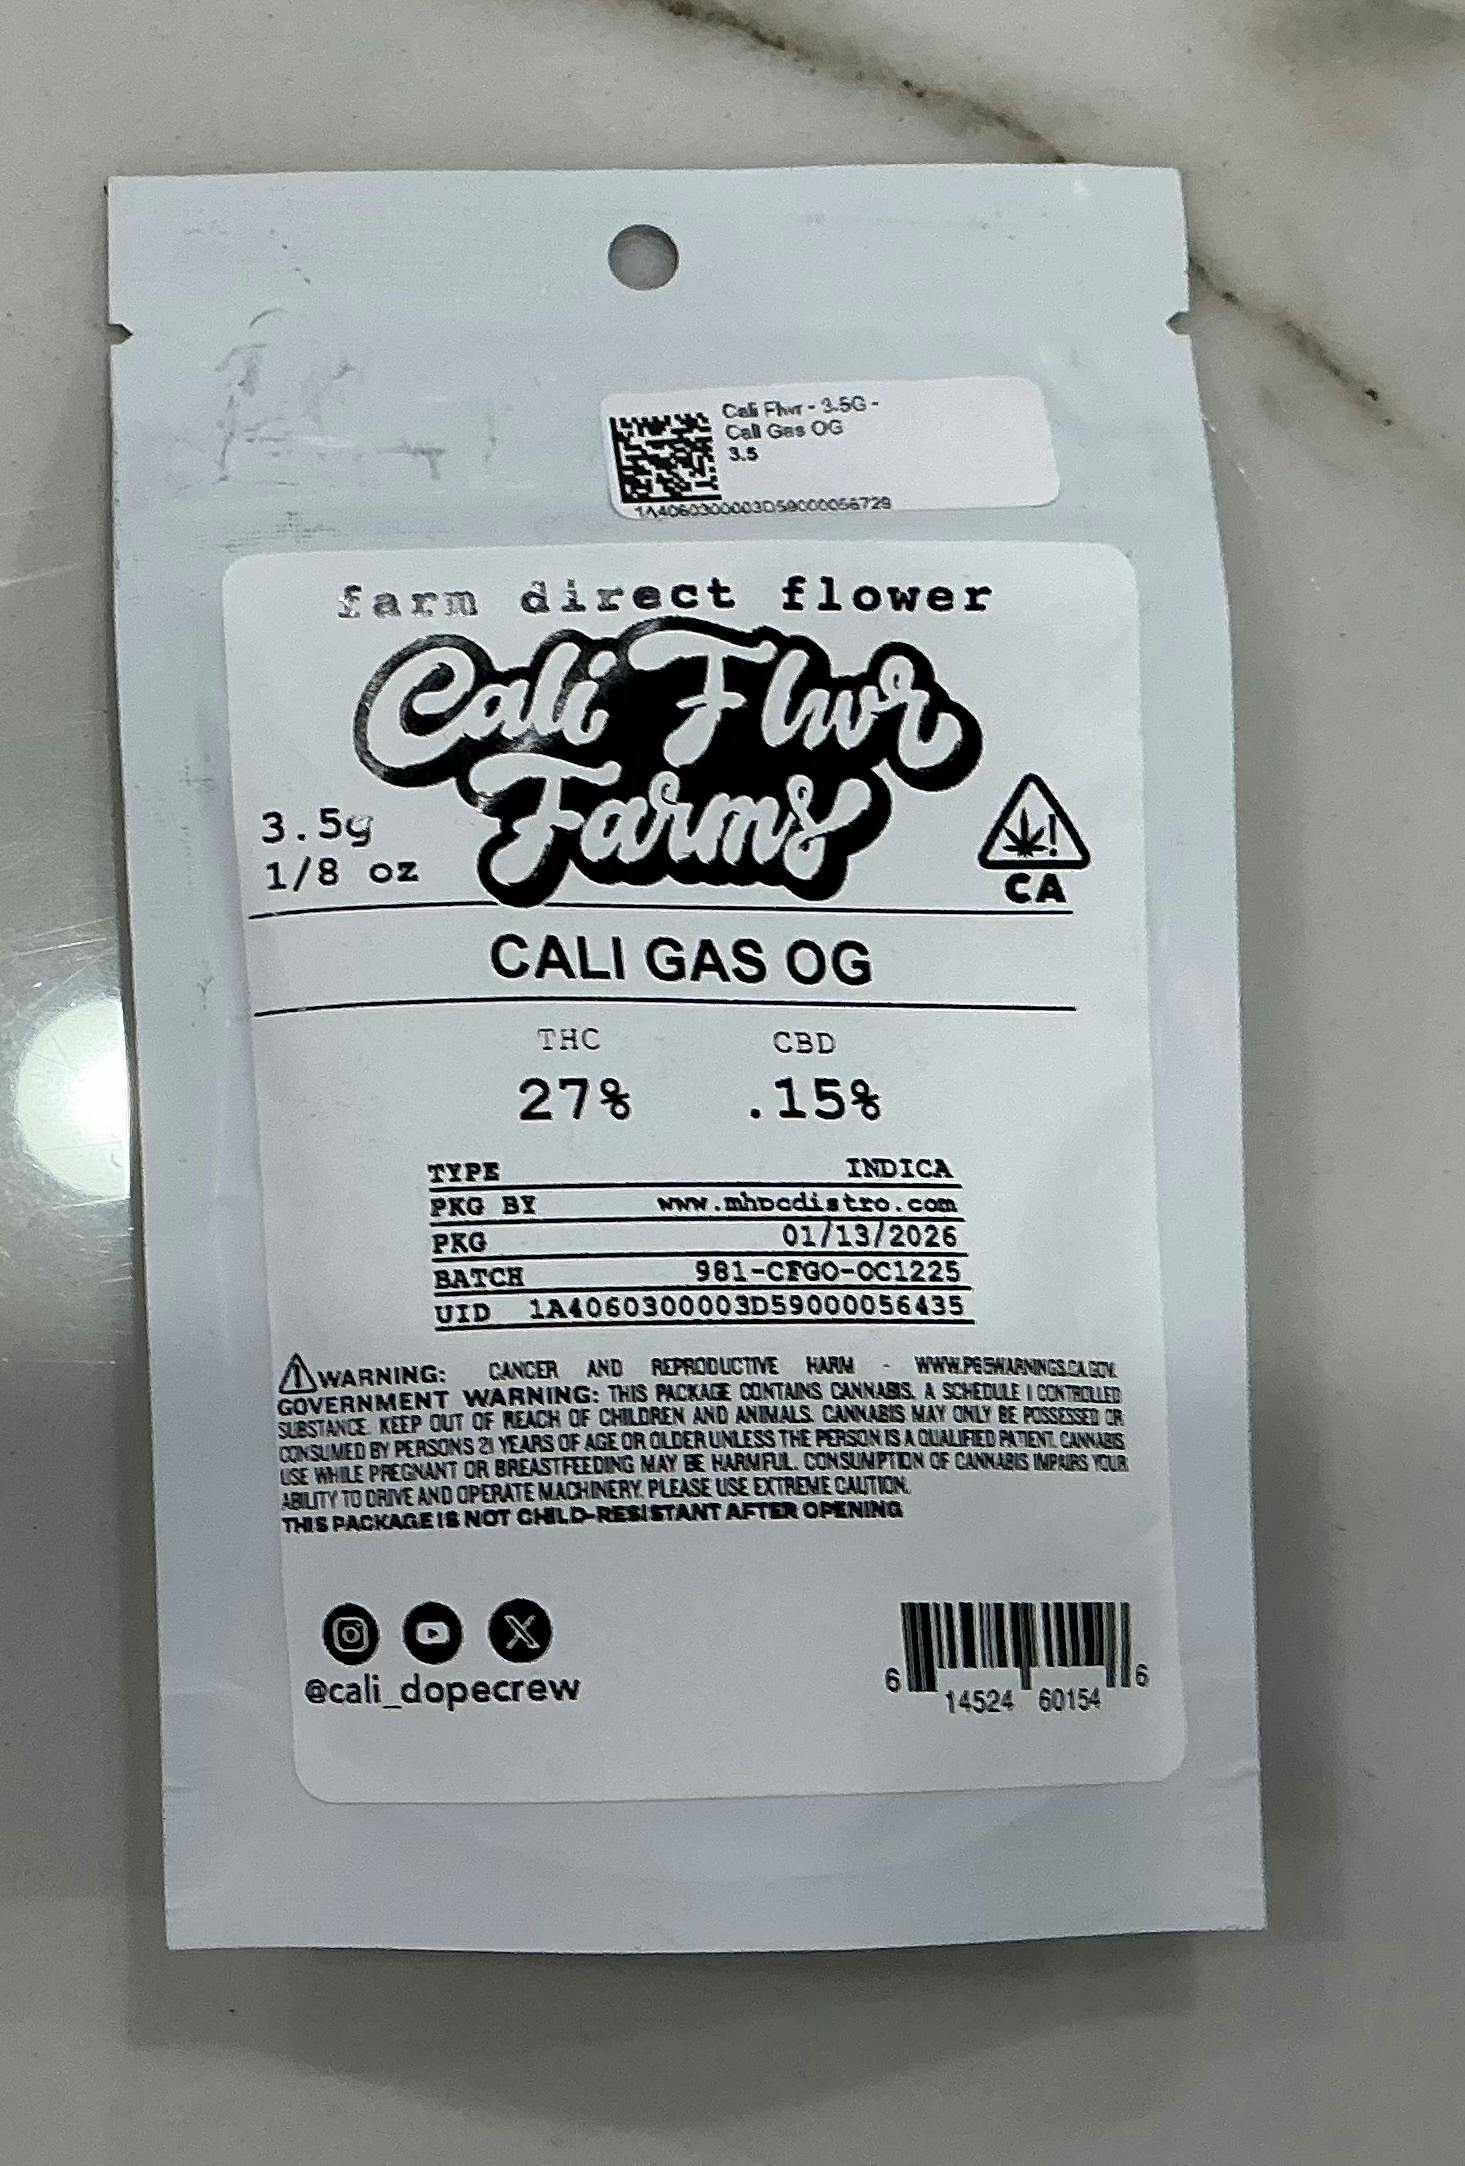 Cali Flwr - 3.5G -
Cali Gas OG
3.5
1A4060300003D59000056729
farm direct flower
Cali Flwr
Farms
3.5g
1/8 oz
CA
CALI GAS OG
THC CBD
27% .15%
TYPE INDICA
PKG BY www.mhbcdistro.com
PKG 01/13/2026
BATCH 981-CFGO-OC1225
UID 1A4060300003D59000056435
WARNING: CANCER AND REPRODUCTIVE HARM - WWW.P65WARNINGS.CA.GOV.
GOVERNMENT WARNING: THIS PACKAGE CONTAINS CANNABIS, A SCHEDULE I CONTROLLED
SUBSTANCE. KEEP OUT OF REACH OF CHILDREN AND ANIMALS. CANNABIS MAY ONLY BE POSSESSED OR
CONSUMED BY PERSONS 21 YEARS OF AGE OR OLDER UNLESS THE PERSON IS A QUALIFIED PATIENT. CANNABIS
USE WHILE PREGNANT OR BREASTFEEDING MAY BE HARMFUL. CONSUMPTION OF CANNABIS IMPAIRS YOUR
ABILITY TO DRIVE AND OPERATE MACHINERY. PLEASE USE EXTREME CAUTION.
THIS PACKAGE IS NOT CHILD-RESISTANT AFTER OPENING
@cali_dopecrew
6 14524 60154 6